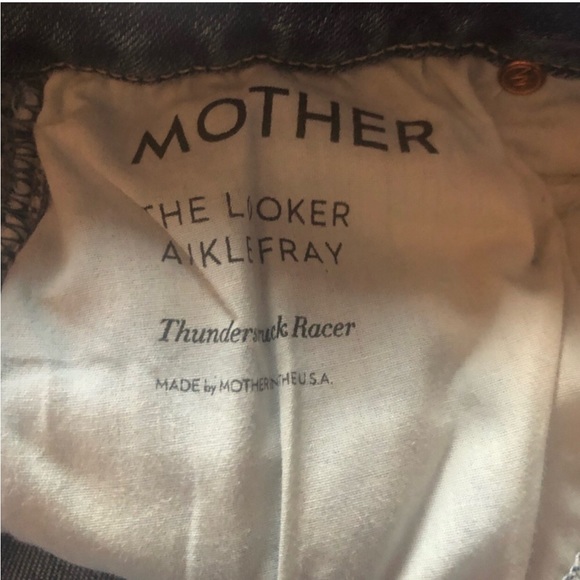 MOTHER
THE LOOKER
ANKLE FRAY
Thunderstruck Racer
MADE by MOTHER IN THE U.S.A.